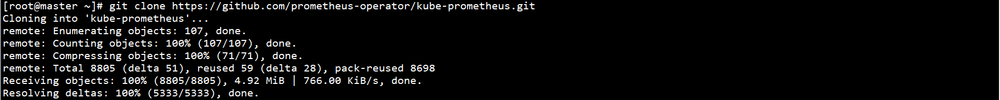 [root@master ~]# git clone https://github.com/prometheus-operator/kube-prometheus.git
Cloning into 'kube-prometheus'...
remote: Enumerating objects: 107, done.
remote: Counting objects: 100% (107/107), done.
remote: Compressing objects: 100% (71/71), done.
remote: Total 8805 (delta 51), reused 59 (delta 28), pack-reused 8698
Receiving objects: 100% (8805/8805), 4.92 MiB | 766.00 KiB/s, done.
Resolving deltas: 100% (5333/5333), done.